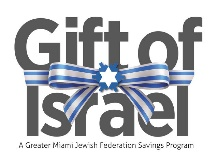 Gift of
Israel
A Greater Miami Jewish Federation Savings Program